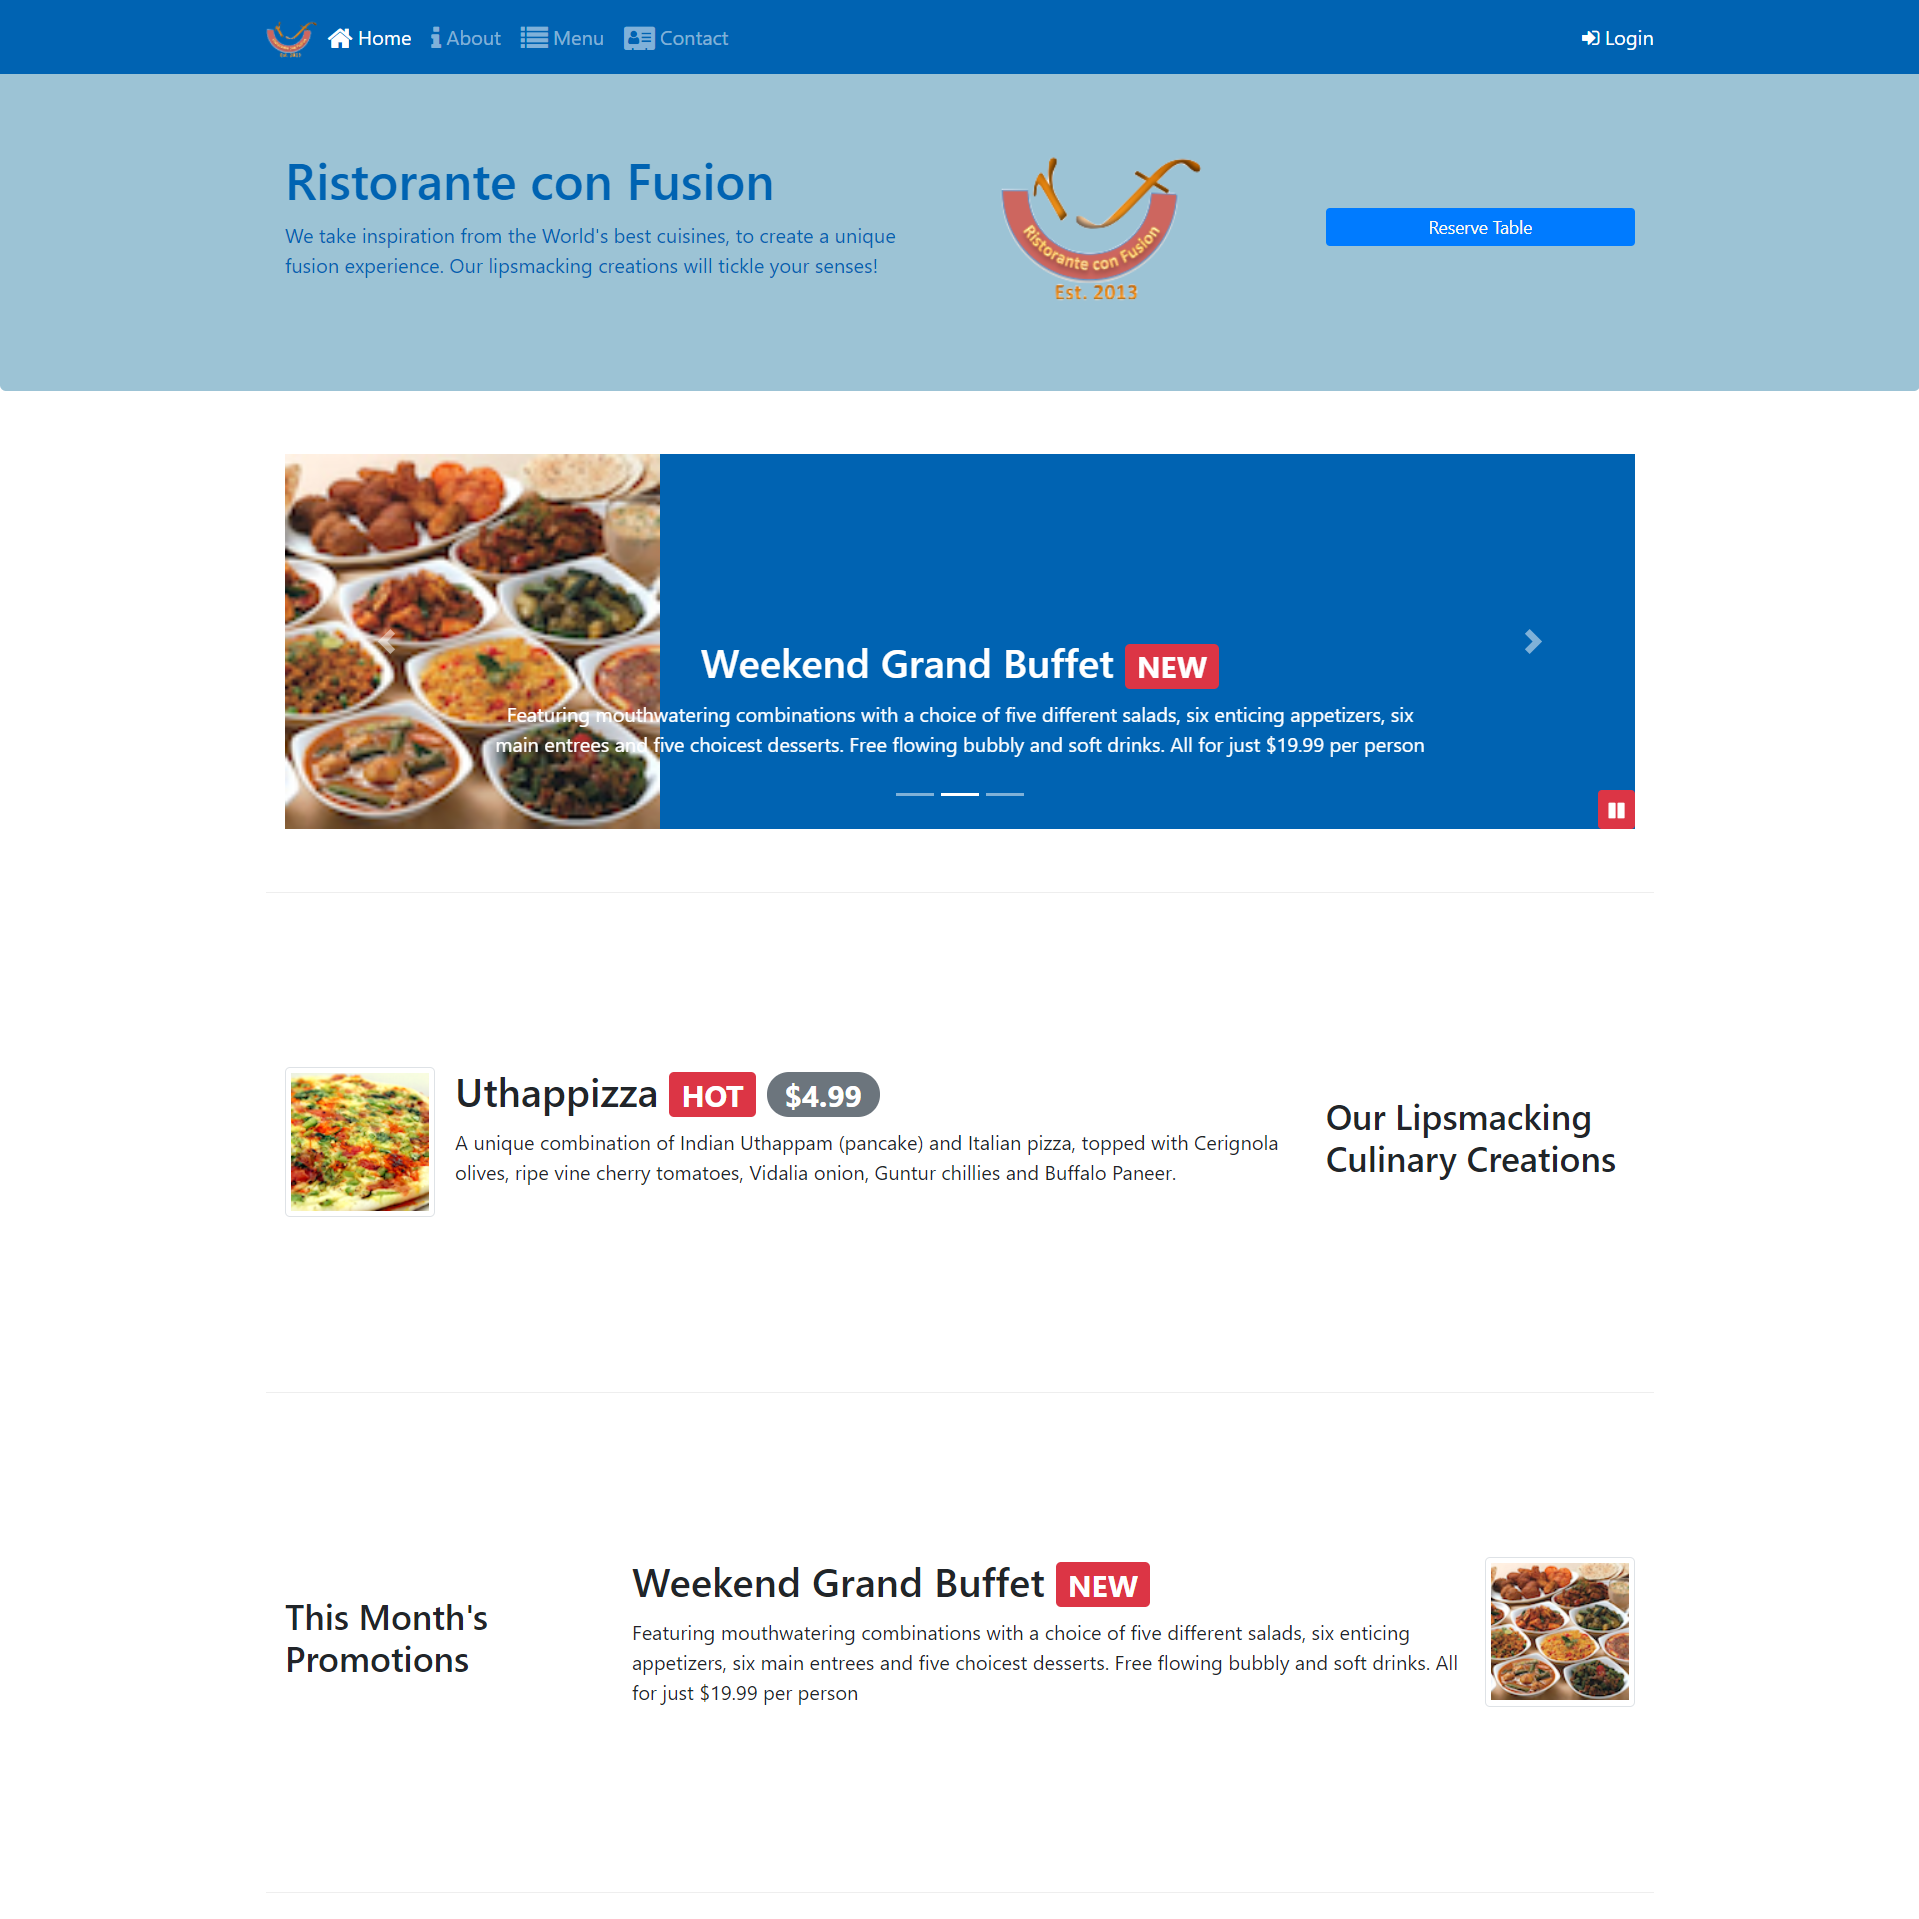 Home About Menu Contact Login
Ristorante con Fusion
We take inspiration from the World's best cuisines, to create a unique
fusion experience. Our lipsmacking creations will tickle your senses!
Ristorante con Fusion
Est. 2013
Reserve Table
Weekend Grand Buffet NEW
Featuring mouthwatering combinations with a choice of five different salads, six enticing appetizers, six
main entrees and five choicest desserts. Free flowing bubbly and soft drinks. All for just $19.99 per person
Uthappizza HOT $4.99
A unique combination of Indian Uthappam (pancake) and Italian pizza, topped with Cerignola
olives, ripe vine cherry tomatoes, Vidalia onion, Guntur chillies and Buffalo Paneer.
Our Lipsmacking
Culinary Creations
This Month's
Promotions
Weekend Grand Buffet NEW
Featuring mouthwatering combinations with a choice of five different salads, six enticing
appetizers, six main entrees and five choicest desserts. Free flowing bubbly and soft drinks. All
for just $19.99 per person